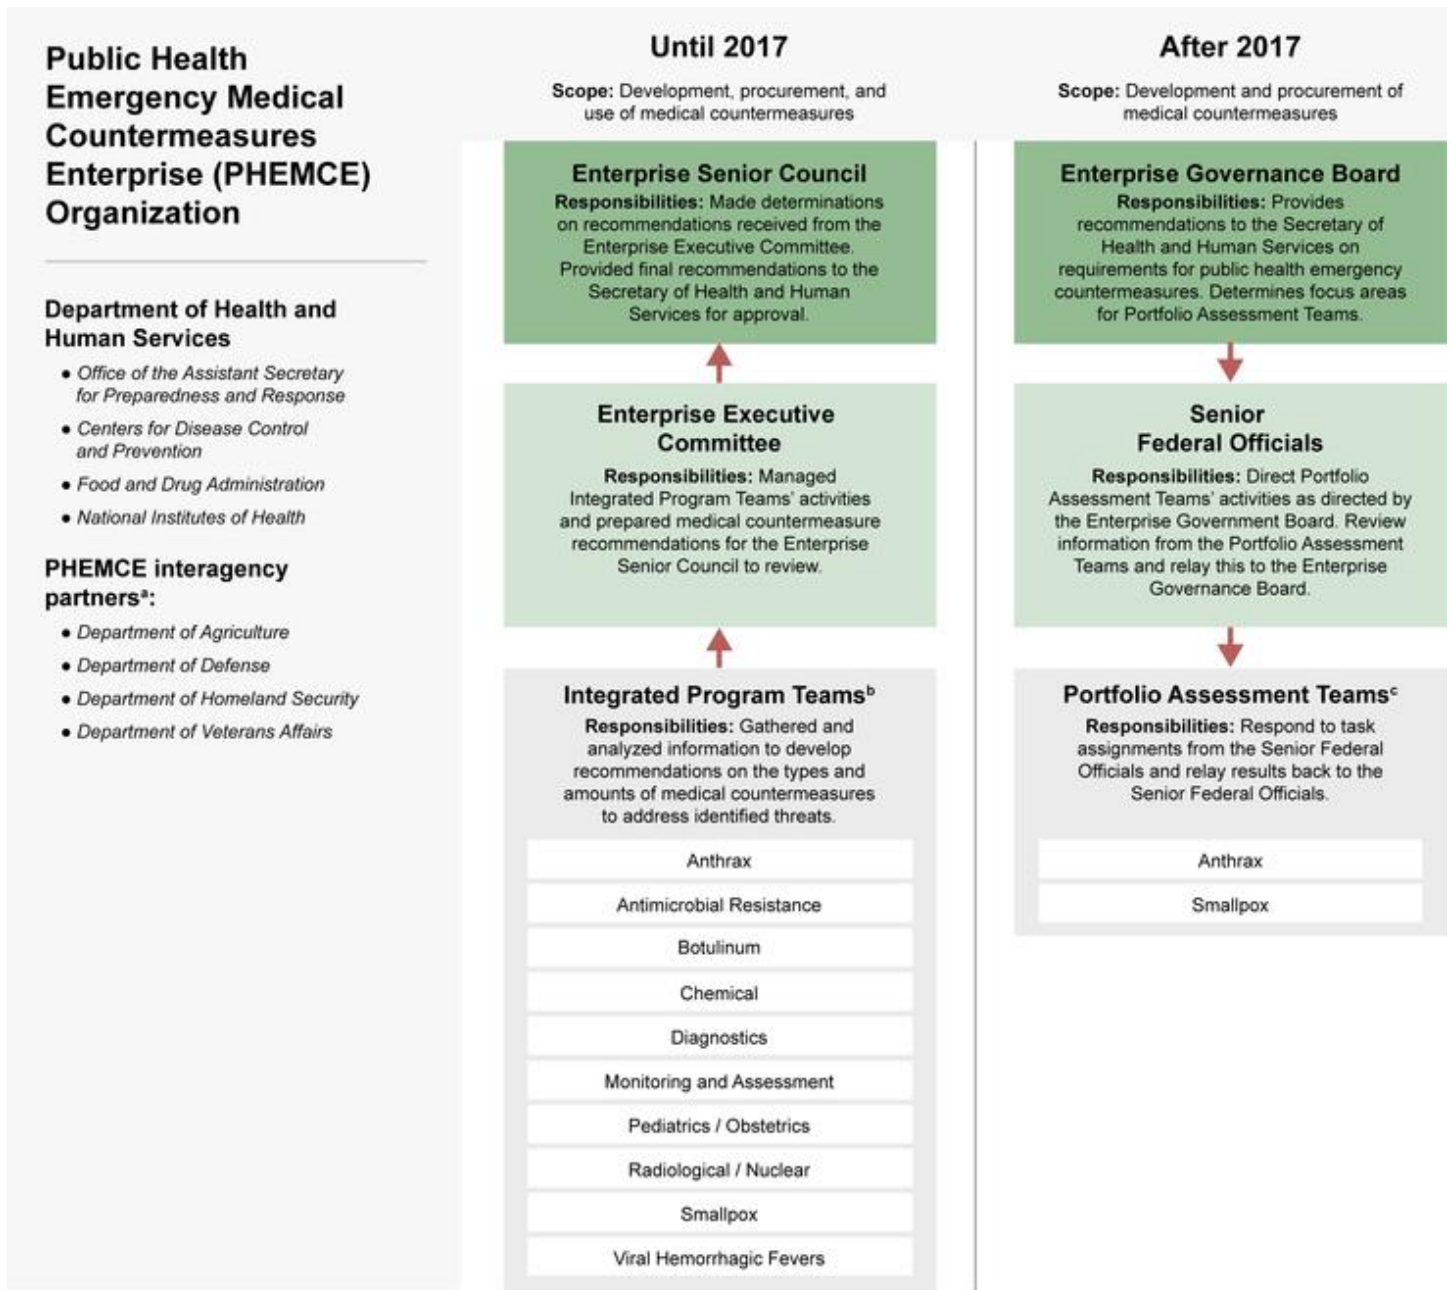 Public Health
Emergency Medical
Countermeasures
Enterprise (PHEMCE)
Organization
Department of Health and
Human Services
● Office of the Assistant Secretary
for Preparedness and Response
● Centers for Disease Control
and Prevention
● Food and Drug Administration
● National Institutes of Health
PHEMCE interagency
partnersᵃ:
● Department of Agriculture
● Department of Defense
● Department of Homeland Security
● Department of Veterans Affairs
Until 2017
Scope: Development, procurement, and
use of medical countermeasures
Enterprise Senior Council
Responsibilities: Made determinations
on recommendations received from the
Enterprise Executive Committee.
Provided final recommendations to the
Secretary of Health and Human
Services for approval.
Enterprise Executive
Committee
Responsibilities: Managed
Integrated Program Teams' activities
and prepared medical countermeasure
recommendations for the Enterprise
Senior Council to review.
Integrated Program Teamsᵇ
Responsibilities: Gathered and
analyzed information to develop
recommendations on the types and
amounts of medical countermeasures
to address identified threats.
Anthrax
Antimicrobial Resistance
Botulinum
Chemical
Diagnostics
Monitoring and Assessment
Pediatrics / Obstetrics
Radiological / Nuclear
Smallpox
Viral Hemorrhagic Fevers
After 2017
Scope: Development and procurement of
medical countermeasures
Enterprise Governance Board
Responsibilities: Provides
recommendations to the Secretary of
Health and Human Services on
requirements for public health emergency
countermeasures. Determines focus areas
for Portfolio Assessment Teams.
Senior
Federal Officials
Responsibilities: Direct Portfolio
Assessment Teams' activities as directed by
the Enterprise Government Board. Review
information from the Portfolio Assessment
Teams and relay this to the Enterprise
Governance Board.
Portfolio Assessment Teamsᶜ
Responsibilities: Respond to task
assignments from the Senior Federal
Officials and relay results back to the
Senior Federal Officials.
Anthrax
Smallpox